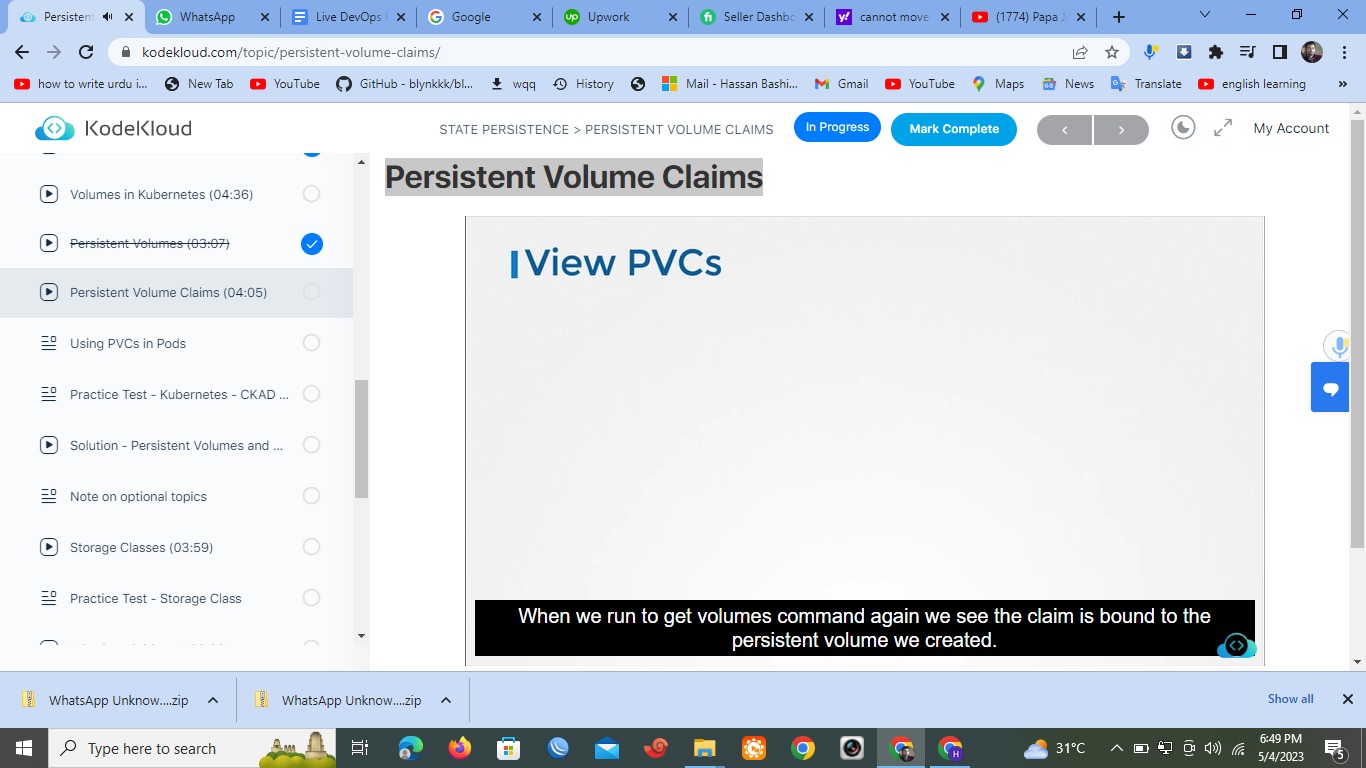 Persistent
WhatsApp
Live DevOps
Google
Upwork
Seller Dashbo
cannot move
(1774) Papa J
kodekloud.com/topic/persistent-volume-claims/
how to write urdu i...
New Tab
YouTube
GitHub - blynkkk/bl...
wqq
History
Mail - Hassan Bashi...
Gmail
YouTube
Maps
News
Translate
english learning
»
KodeKloud
STATE PERSISTENCE > PERSISTENT VOLUME CLAIMS
In Progress
Mark Complete
My Account
Volumes in Kubernetes (04:36)
Persistent Volumes (03:07)
Persistent Volume Claims (04:05)
Using PVCs in Pods
Practice Test - Kubernetes - CKAD ...
Solution - Persistent Volumes and ...
Note on optional topics
Storage Classes (03:59)
Practice Test - Storage Class
Persistent Volume Claims
View PVCs
When we run to get volumes command again we see the claim is bound to the
persistent volume we created.
WhatsApp Unknow....zip
WhatsApp Unknow....zip
Show all
Type here to search
31°C
6:49 PM
5/4/2023
5